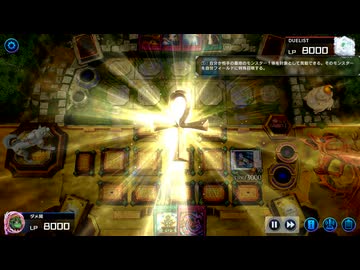 DUELIST
LP 8000
①：自分か相手の墓地のモンスター１体を対象として発動できる。そのモンスター
を自分フィールドに特殊召喚する。
3000
LP 8000